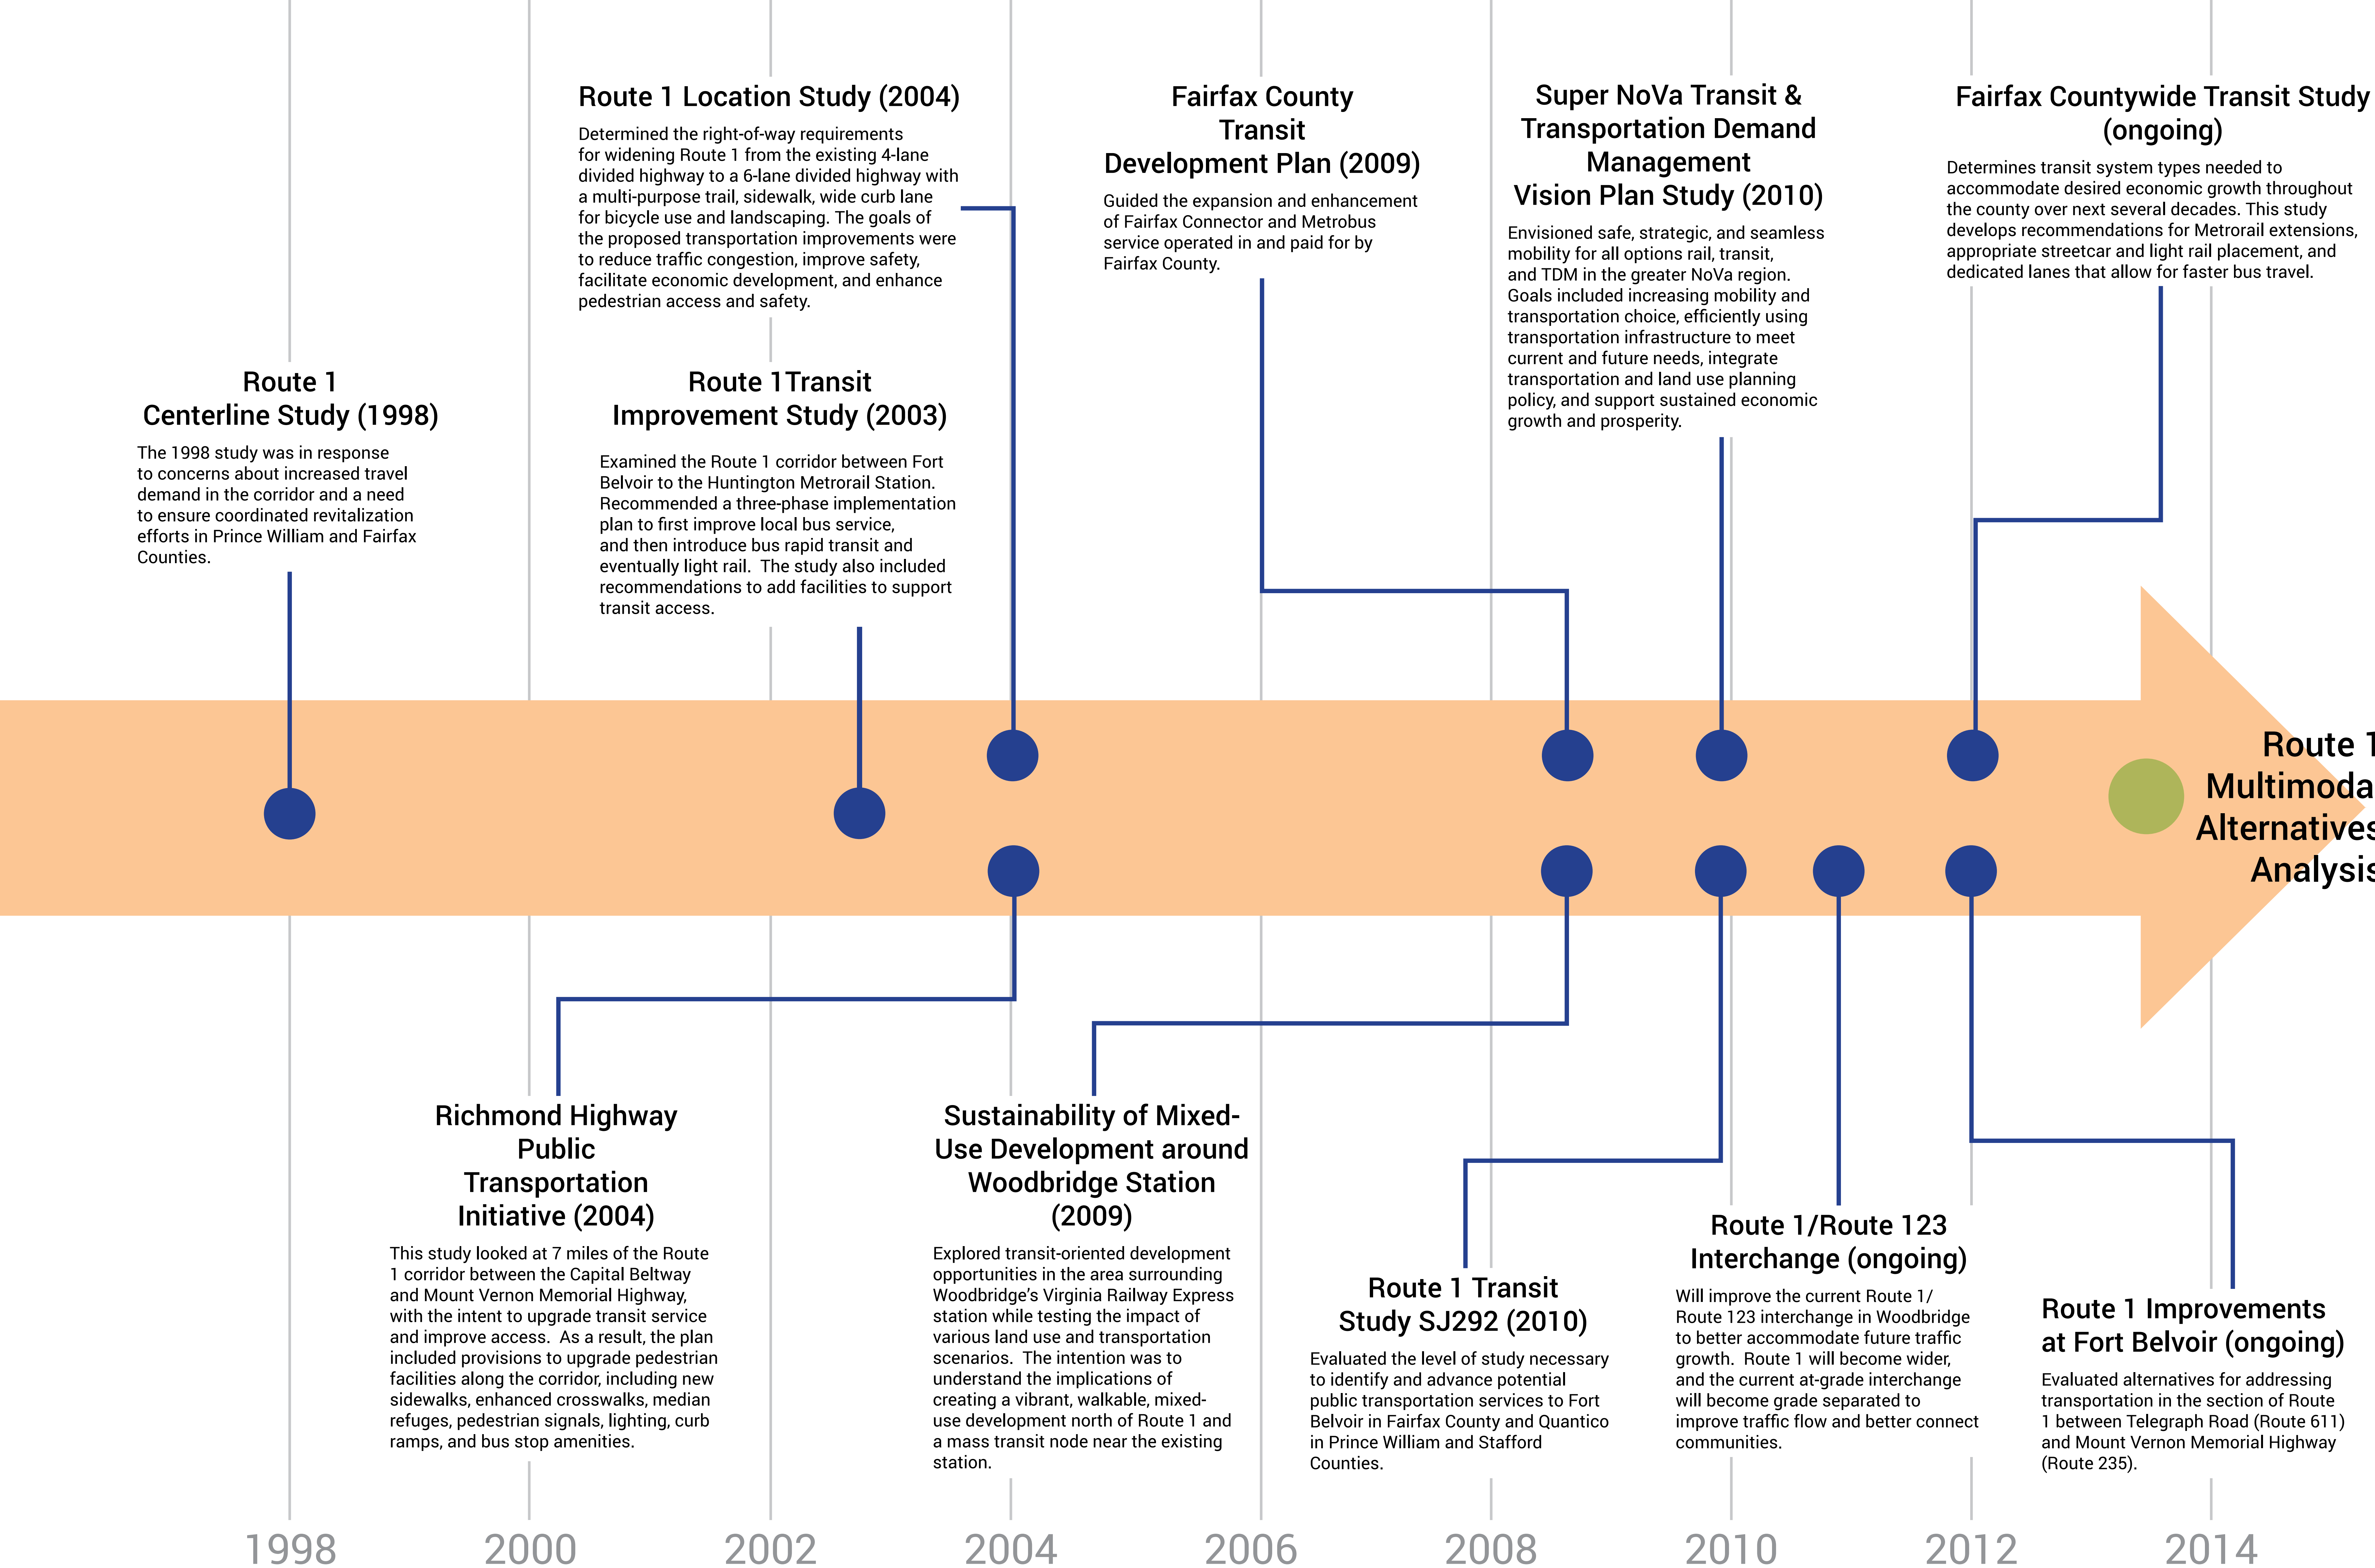 Route 1 Location Study (2004)
Determined the right-of-way requirements
for widening Route 1 from the existing 4-lane
divided highway to a 6-lane divided highway with
a multi-purpose trail, sidewalk, wide curb lane
for bicycle use and landscaping. The goals of
the proposed transportation improvements were
to reduce traffic congestion, improve safety,
facilitate economic development, and enhance
pedestrian access and safety.
Fairfax County
Transit
Development Plan (2009)
Guided the expansion and enhancement
of Fairfax Connector and Metrobus
service operated in and paid for by
Fairfax County.
Super NoVa Transit &
Transportation Demand
Management
Vision Plan Study (2010)
Envisioned safe, strategic, and seamless
mobility for all options rail, transit,
and TDM in the greater NoVa region.
Goals included increasing mobility and
transportation choice, efficiently using
transportation infrastructure to meet
current and future needs, integrate
transportation and land use planning
policy, and support sustained economic
growth and prosperity.
Fairfax Countywide Transit Study
(ongoing)
Determines transit system types needed to
accommodate desired economic growth throughout
the county over next several decades. This study
develops recommendations for Metrorail extensions,
appropriate streetcar and light rail placement, and
dedicated lanes that allow for faster bus travel.
Route 1
Centerline Study (1998)
The 1998 study was in response
to concerns about increased travel
demand in the corridor and a need
to ensure coordinated revitalization
efforts in Prince William and Fairfax
Counties.
Route 1Transit
Improvement Study (2003)
Examined the Route 1 corridor between Fort
Belvoir to the Huntington Metrorail Station.
Recommended a three-phase implementation
plan to first improve local bus service,
and then introduce bus rapid transit and
eventually light rail.  The study also included
recommendations to add facilities to support
transit access.
Route 1
Multimoda
Alternatives
Analysis
Richmond Highway
Public
Transportation
Initiative (2004)
This study looked at 7 miles of the Route
1 corridor between the Capital Beltway
and Mount Vernon Memorial Highway,
with the intent to upgrade transit service
and improve access.  As a result, the plan
included provisions to upgrade pedestrian
facilities along the corridor, including new
sidewalks, enhanced crosswalks, median
refuges, pedestrian signals, lighting, curb
ramps, and bus stop amenities.
Sustainability of Mixed-
Use Development around
Woodbridge Station
(2009)
Explored transit-oriented development
opportunities in the area surrounding
Woodbridge’s Virginia Railway Express
station while testing the impact of
various land use and transportation
scenarios.  The intention was to
understand the implications of
creating a vibrant, walkable, mixed-
use development north of Route 1 and
a mass transit node near the existing
station.
Route 1 Transit
Study SJ292 (2010)
Evaluated the level of study necessary
to identify and advance potential
public transportation services to Fort
Belvoir in Fairfax County and Quantico
in Prince William and Stafford
Counties.
Route 1/Route 123
Interchange (ongoing)
Will improve the current Route 1/
Route 123 interchange in Woodbridge
to better accommodate future traffic
growth.  Route 1 will become wider,
and the current at-grade interchange
will become grade separated to
improve traffic flow and better connect
communities.
Route 1 Improvements
at Fort Belvoir (ongoing)
Evaluated alternatives for addressing
transportation in the section of Route
1 between Telegraph Road (Route 611)
and Mount Vernon Memorial Highway
(Route 235).
1998 2000 2002 2004 2006 2008 2010 2012 2014